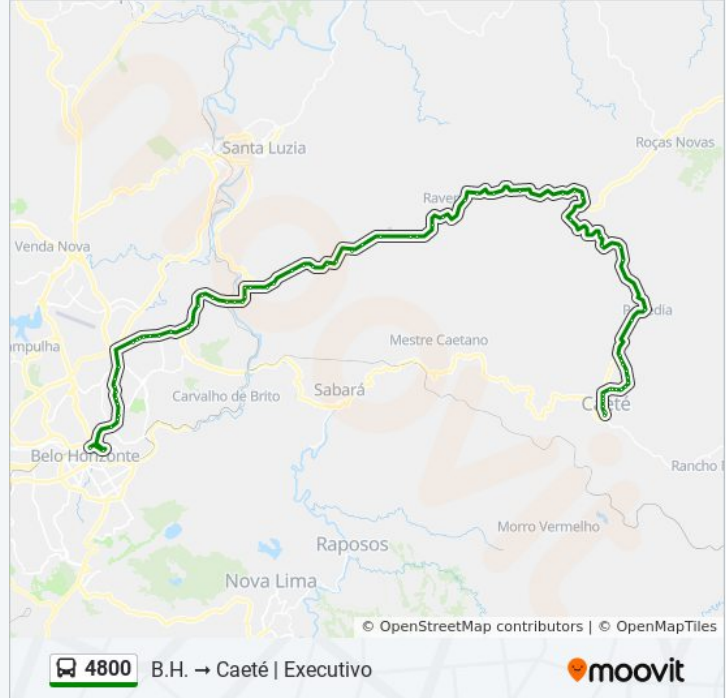 Roças Novas
Santa Luzia
Raver
Venda Nova
ampulha
Mestre Caetano
Sabará
Carvalho de Brito
Caeté
Belo Horizonte
Rancho
Morro Vermelho
Raposos
Nova Lima
© OpenStreetMap contributors | © OpenMapTiles
4800 B.H. → Caeté | Executivo moovit